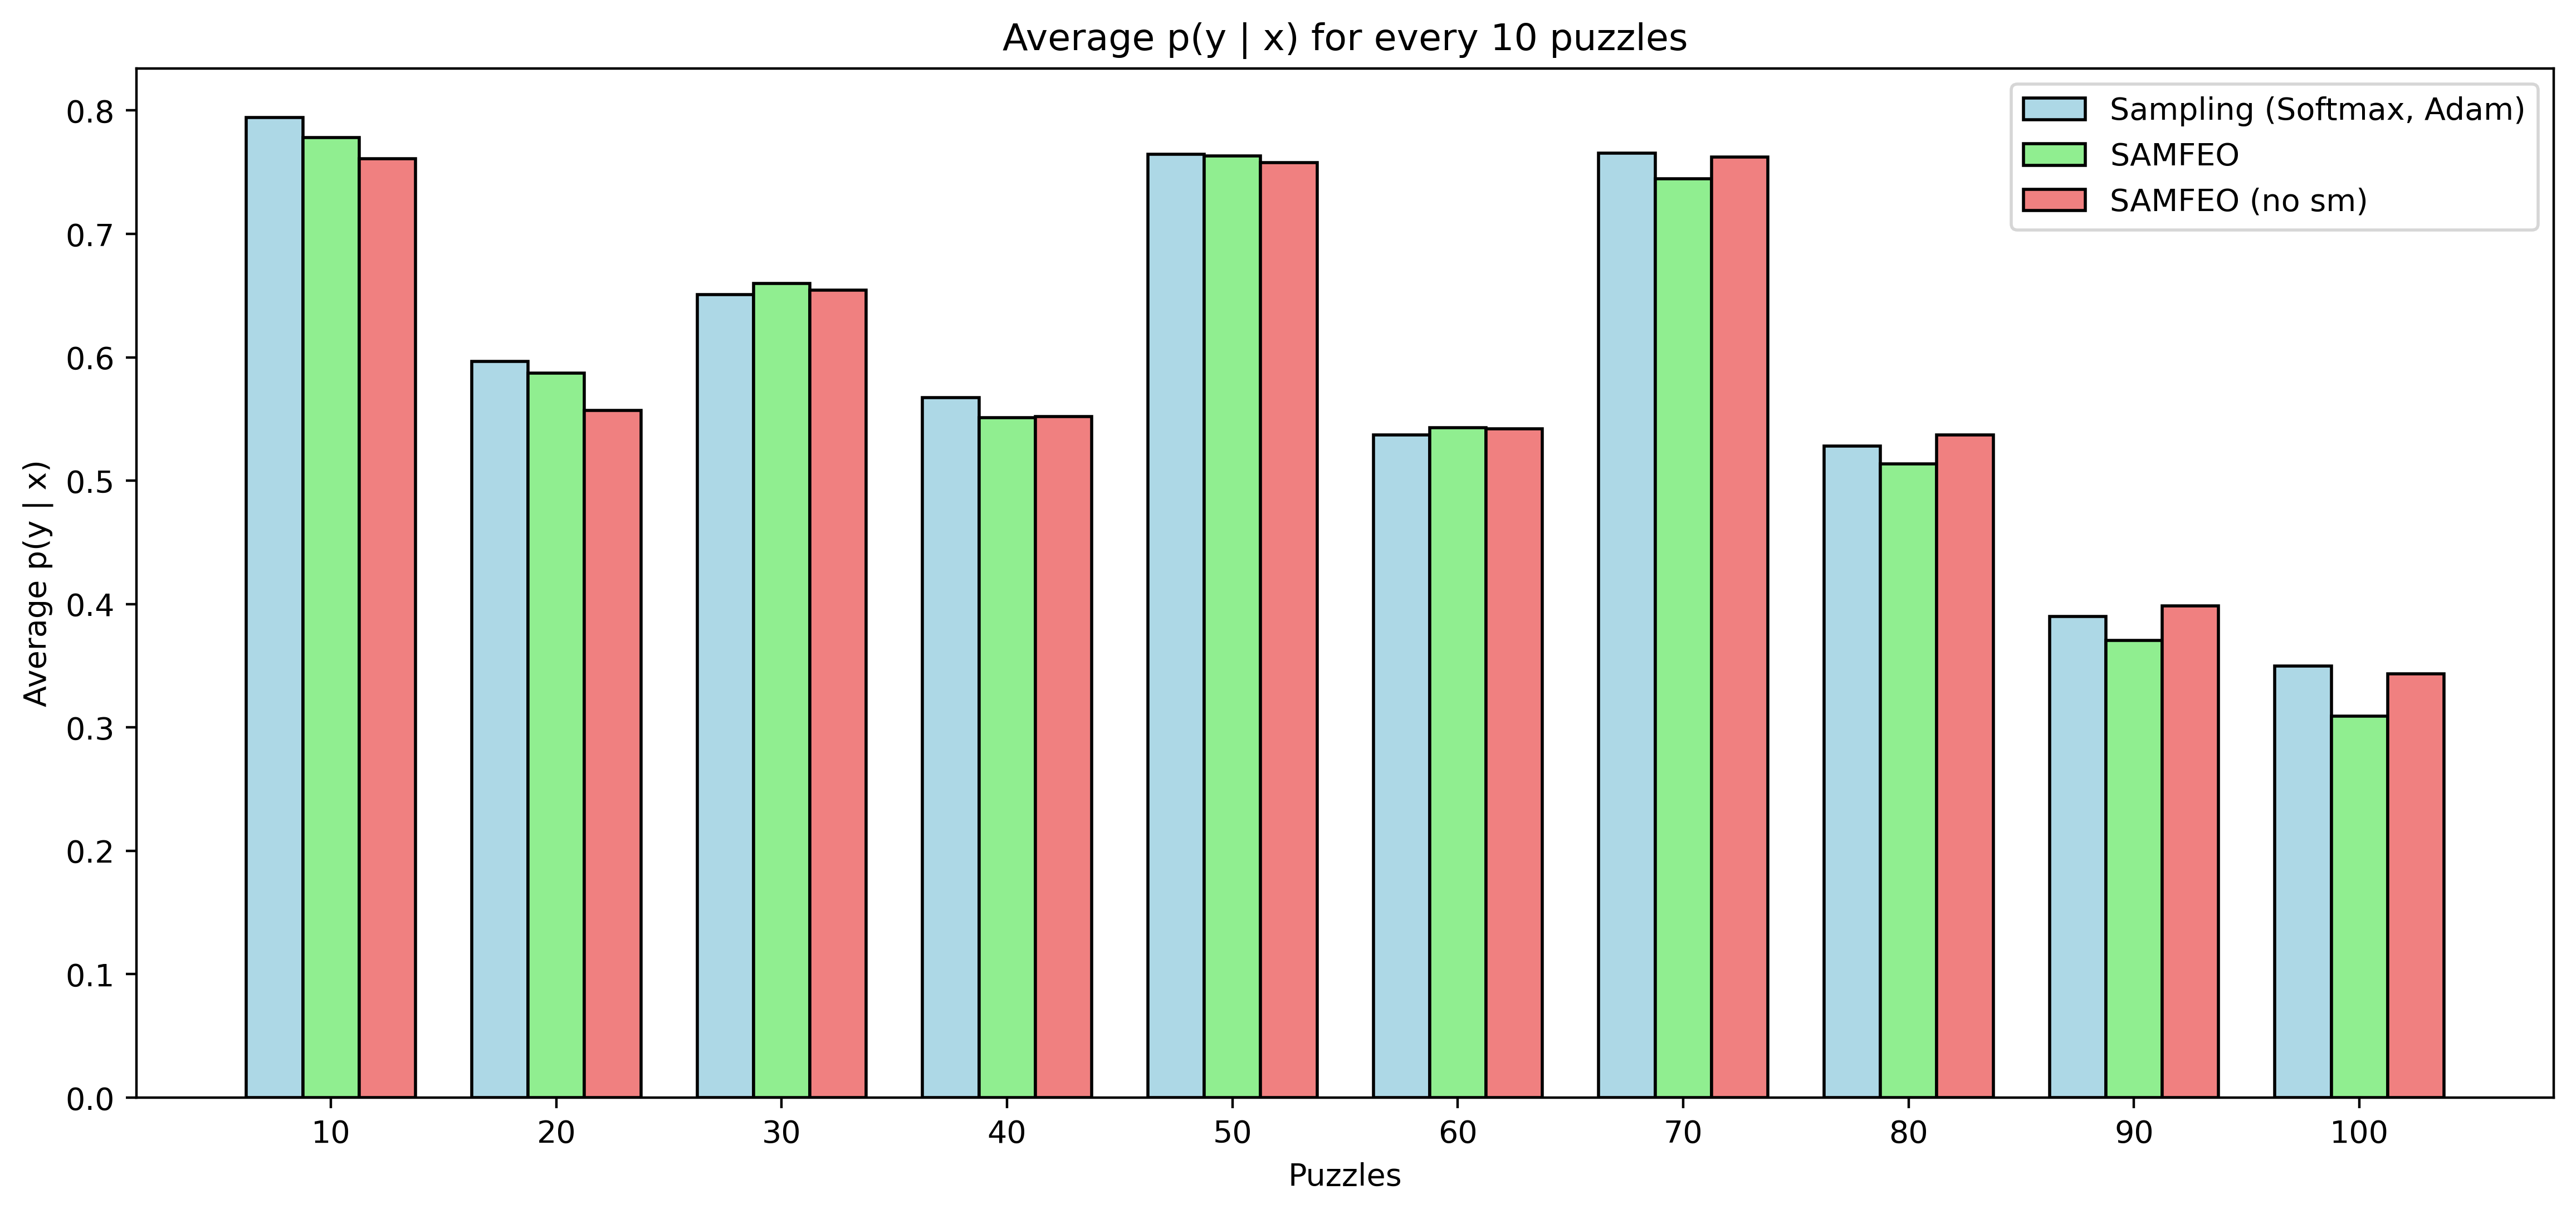 Average p(y | x) for every 10 puzzles
Sampling (Softmax, Adam)
SAMFEO
SAMFEO (no sm)
Average p(y | x)
0.8
0.7
0.6
0.5
0.4
0.3
0.2
0.1
0.0
10 20 30 40 50 60 70 80 90 100
Puzzles